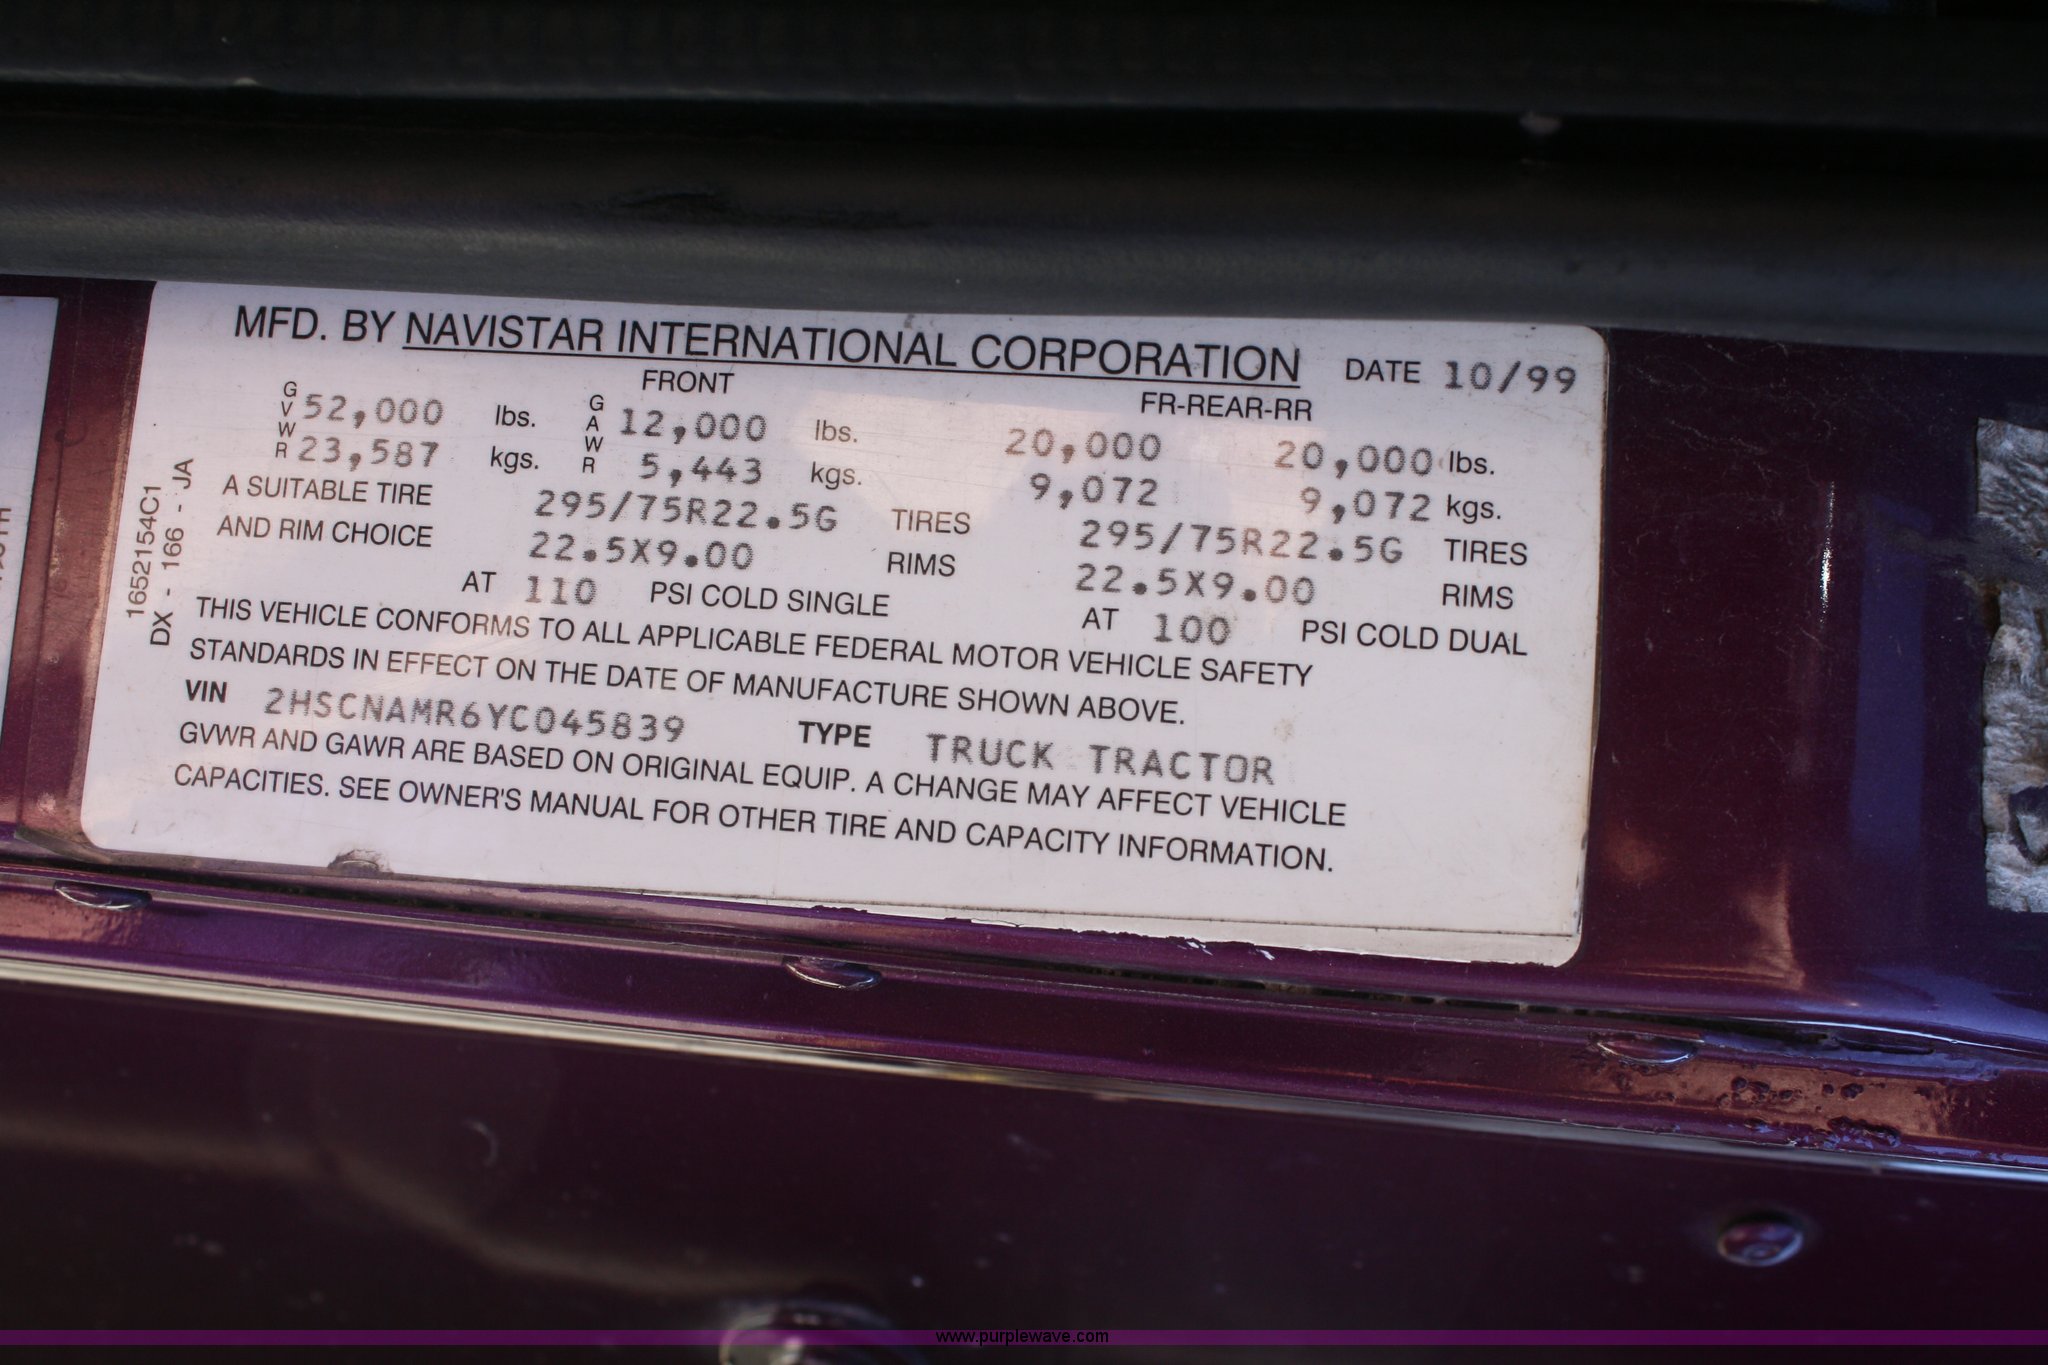 MFD. BY NAVISTAR INTERNATIONAL CORPORATION DATE 10/99
FRONT FR-REAR-RR
GVWR 52,000 lbs. GAWR 12,000 lbs. 20,000 20,000 lbs.
23,587 kgs. 5,443 kgs. 9,072 9,072 kgs.
A SUITABLE TIRE 295/75R22.5G TIRES 295/75R22.5G TIRES
AND RIM CHOICE 22.5X9.00 RIMS 22.5X9.00 RIMS
AT 110 PSI COLD SINGLE AT 100 PSI COLD DUAL
THIS VEHICLE CONFORMS TO ALL APPLICABLE FEDERAL MOTOR VEHICLE SAFETY
STANDARDS IN EFFECT ON THE DATE OF MANUFACTURE SHOWN ABOVE.
VIN 2HSCNAMR6YC045839 TYPE TRUCK TRACTOR
GVWR AND GAWR ARE BASED ON ORIGINAL EQUIP. A CHANGE MAY AFFECT VEHICLE
CAPACITIES. SEE OWNER'S MANUAL FOR OTHER TIRE AND CAPACITY INFORMATION.
1652154C1
DX - 166 - JA
www.purplewave.com